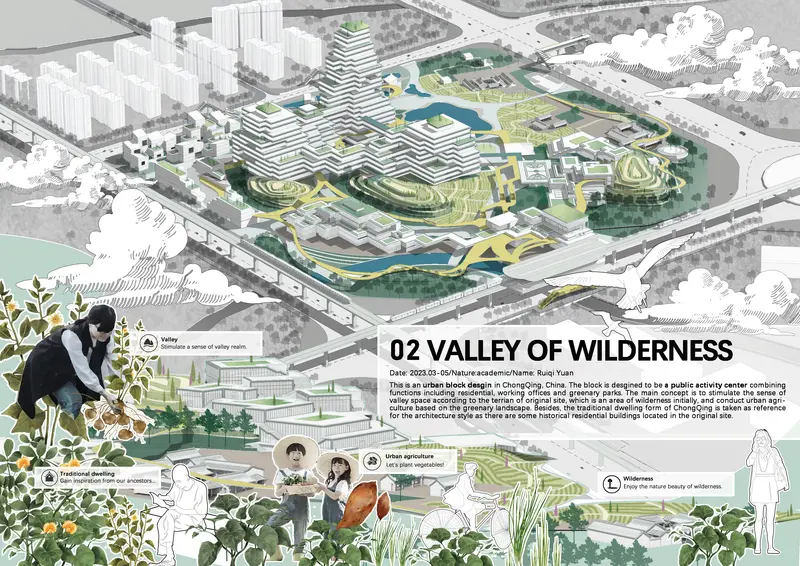 Valley
Stimulate a sense of valley realm.
02 VALLEY OF WILDERNESS
Date: 2023.03-05/Nature:academic/Name: Ruiqi Yuan
This is an urban block desgin in ChongQing, China. The block is desgined to be a public activity center combining
functions including residential, working offices and greenary parks. The main concept is to stimulate the sense of
valley space according to the terrian of original site, which is an area of wilderness initially, and conduct urban agri-
culture based on the greenary landscape. Besides, the traditional dwelling form of ChongQing is taken as reference
for the architecture style as there are some historical residential buildings located in the original site.
Urban agriculture
Let's plant vegetables!
Traditional dwelling
Gain inspiration from our ancestors...
Wilderness
Enjoy the nature beauty of wilderness.